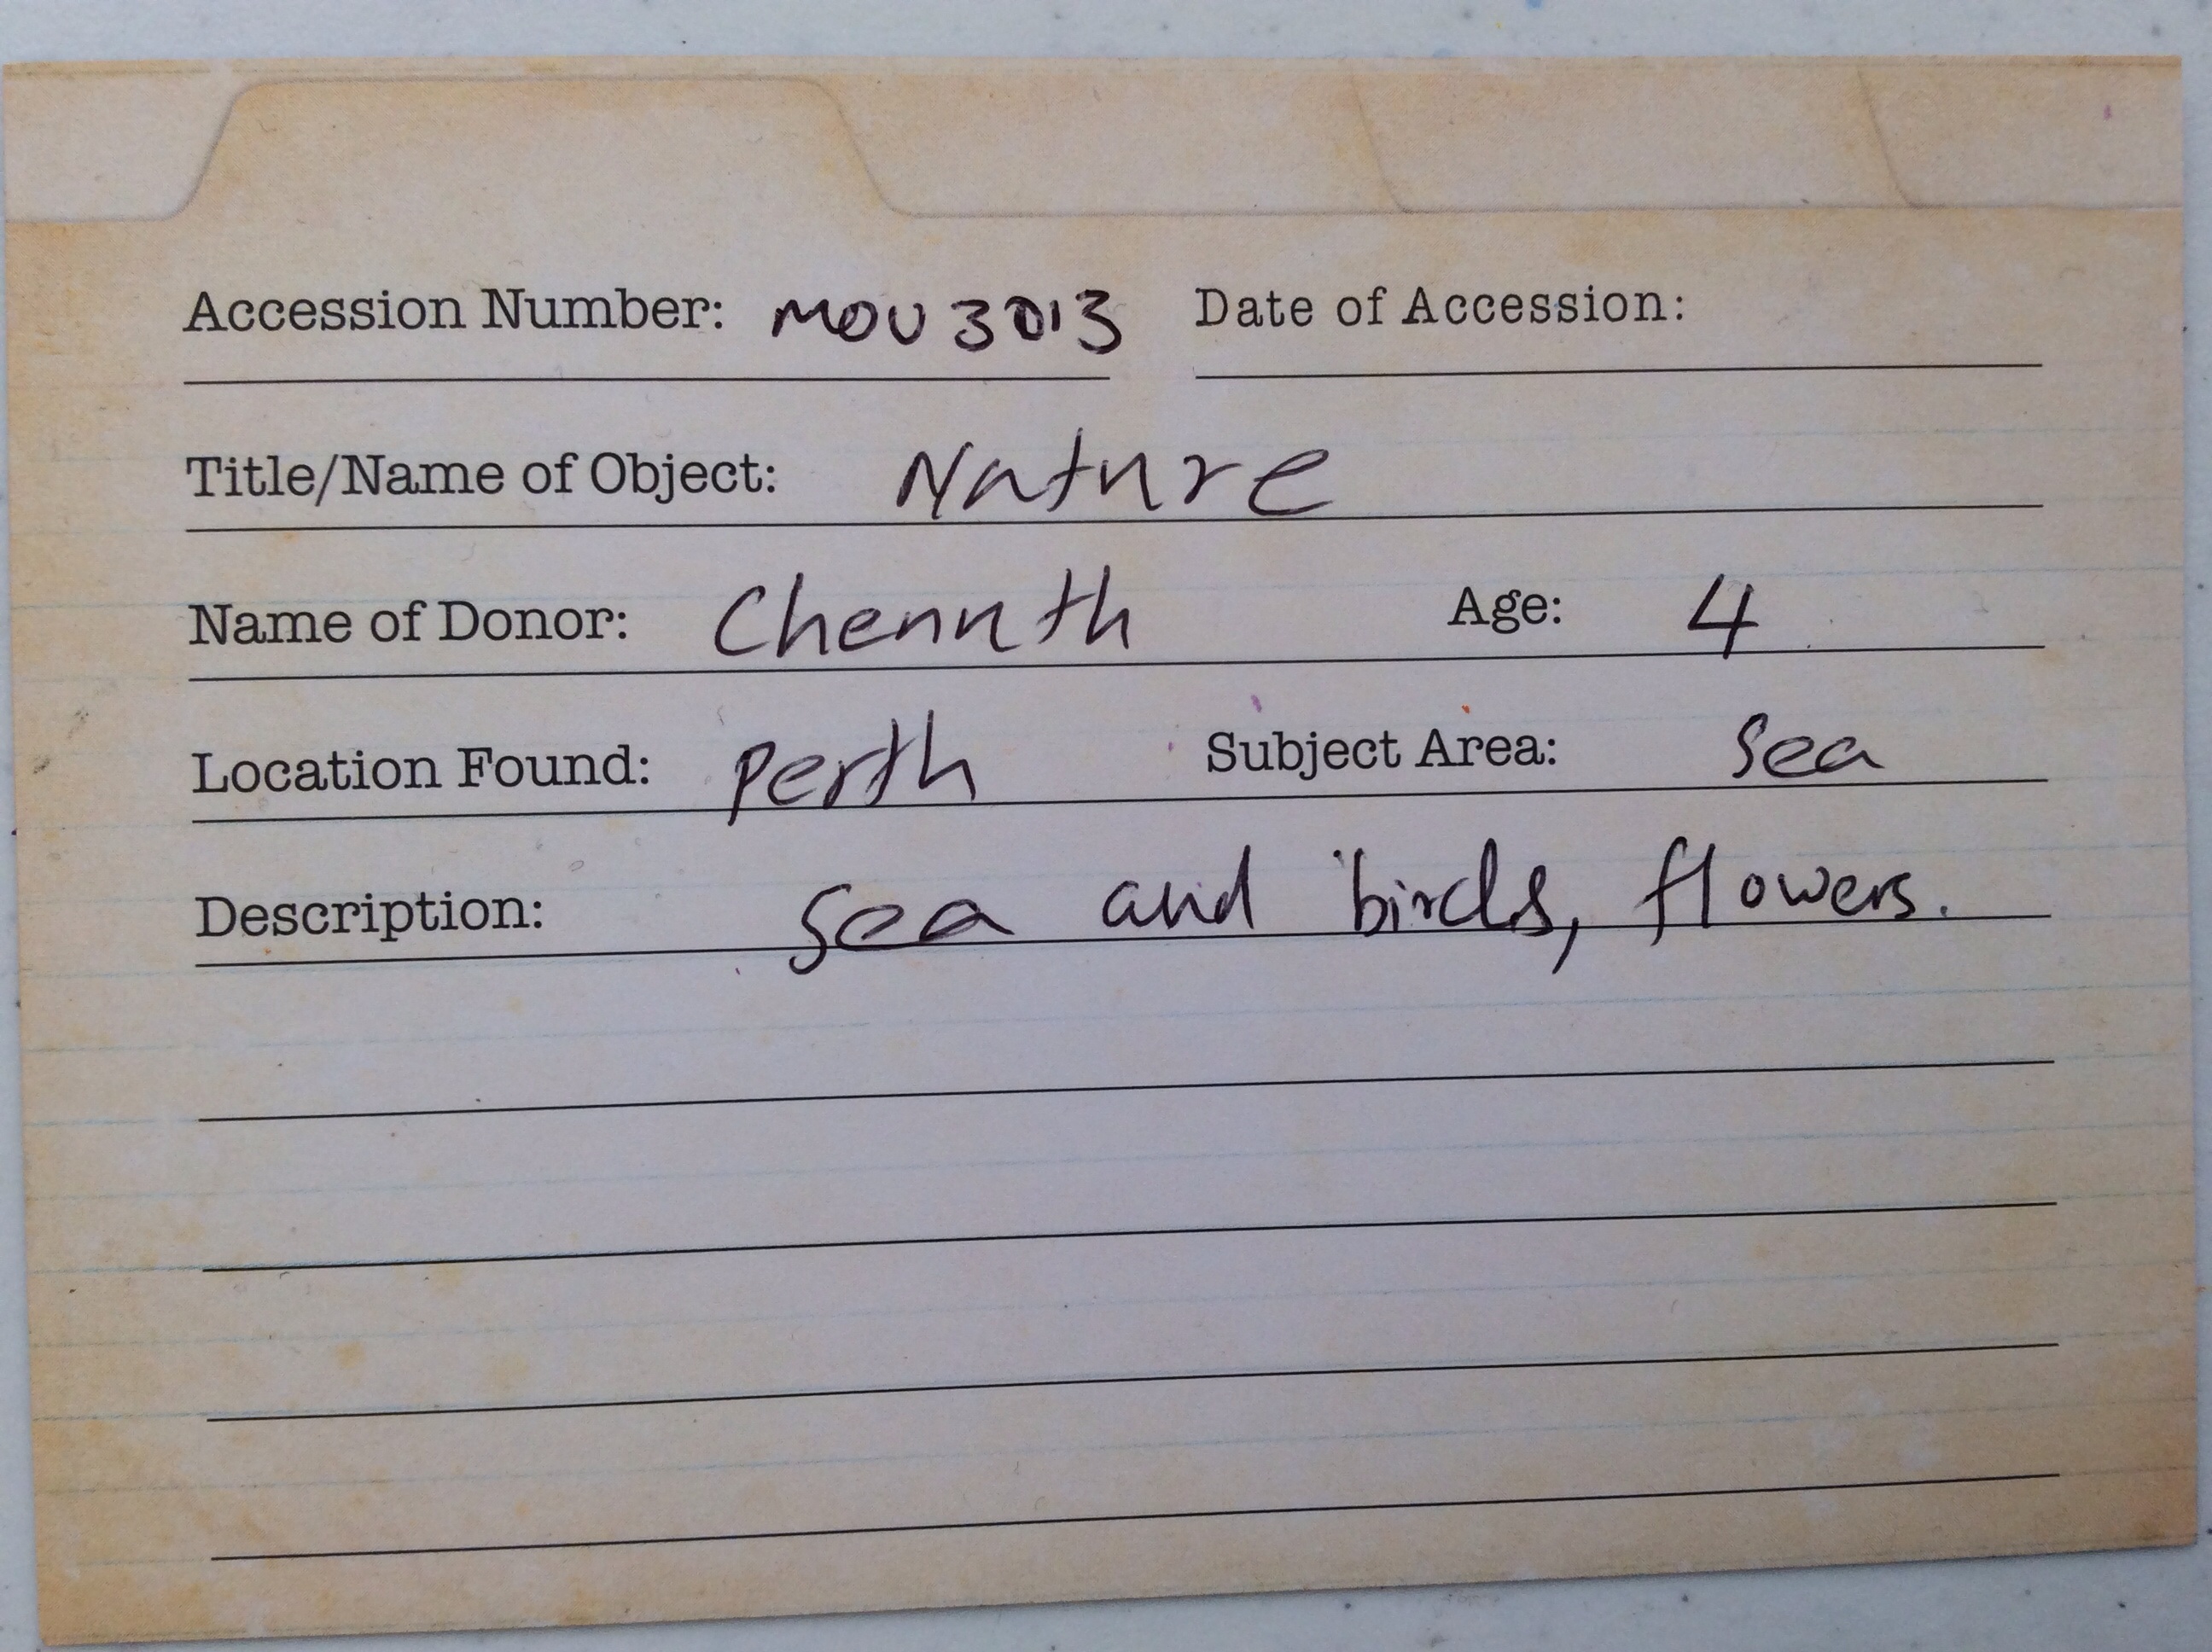 Accession Number: MOU 3013 Date of Accession:
Title/Name of Object: Nature
Name of Donor: Chennth Age: 4
Location Found: perth Subject Area: Sea
Description: Sea and birds, flowers.